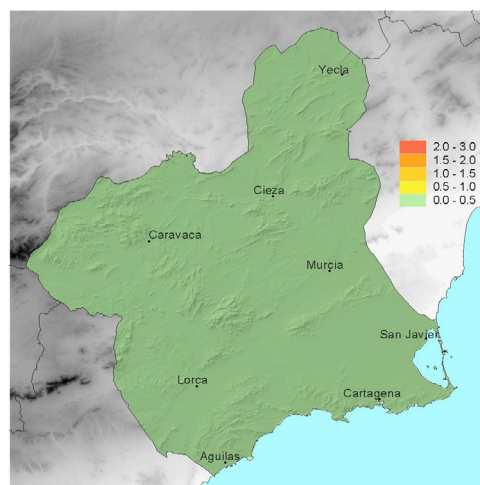 Yecla
2.0 - 3.0
1.5 - 2.0
1.0 - 1.5
0.5 - 1.0
0.0 - 0.5
Cieza
Caravaca
Murcia
San Javier
Lorca
Cartagena
Aguilas